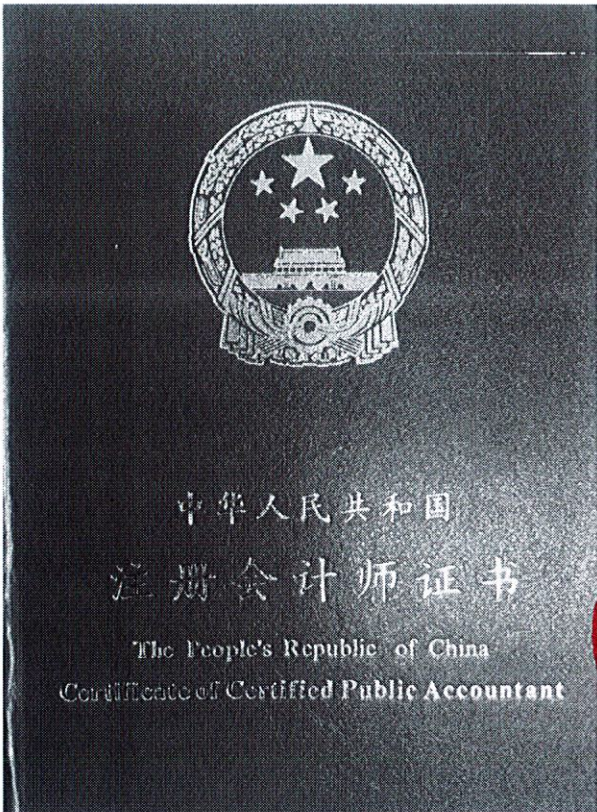 中华人民共和国
注册会计师证书
The People's Republic of China
Certificate of Certified Public Accountant